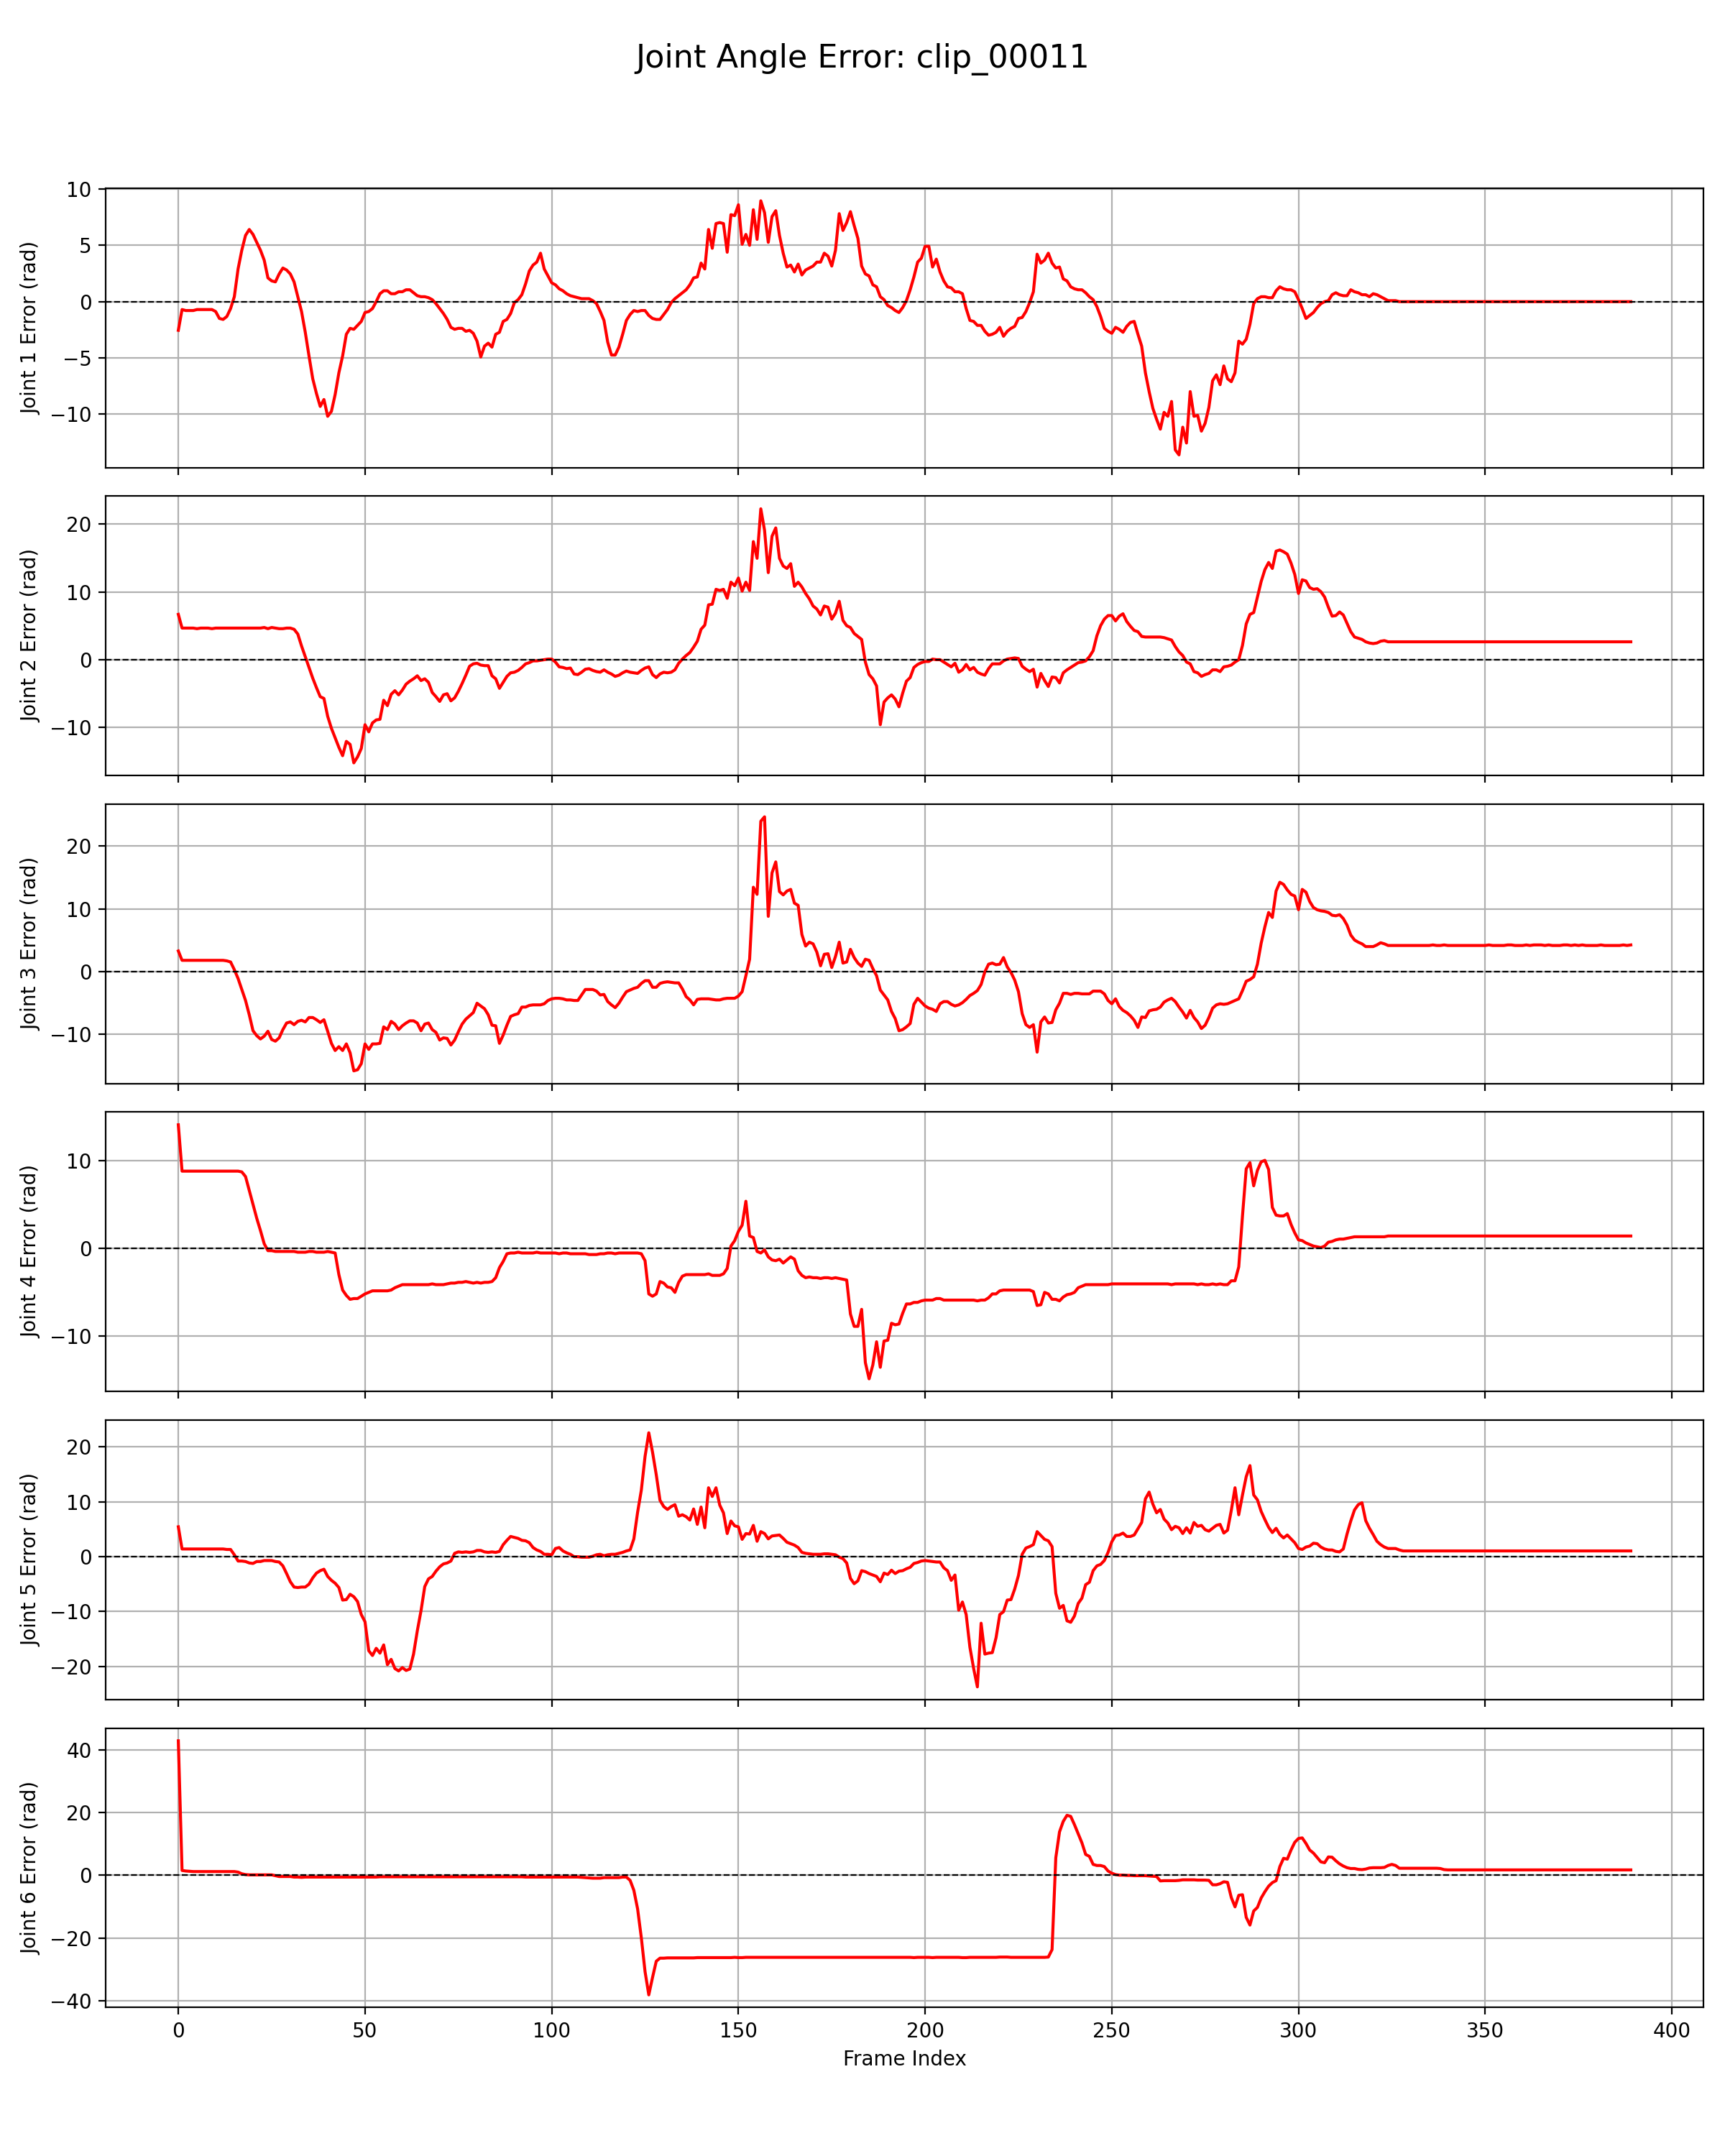 Joint Angle Error: clip_00011
10
5
0
−5
−10
Joint 1 Error (rad)
20
10
0
−10
Joint 2 Error (rad)
20
10
0
−10
Joint 3 Error (rad)
10
0
−10
Joint 4 Error (rad)
20
10
0
−10
−20
Joint 5 Error (rad)
40
20
0
−20
−40
Joint 6 Error (rad)
0 50 100 150 200 250 300 350 400
Frame Index